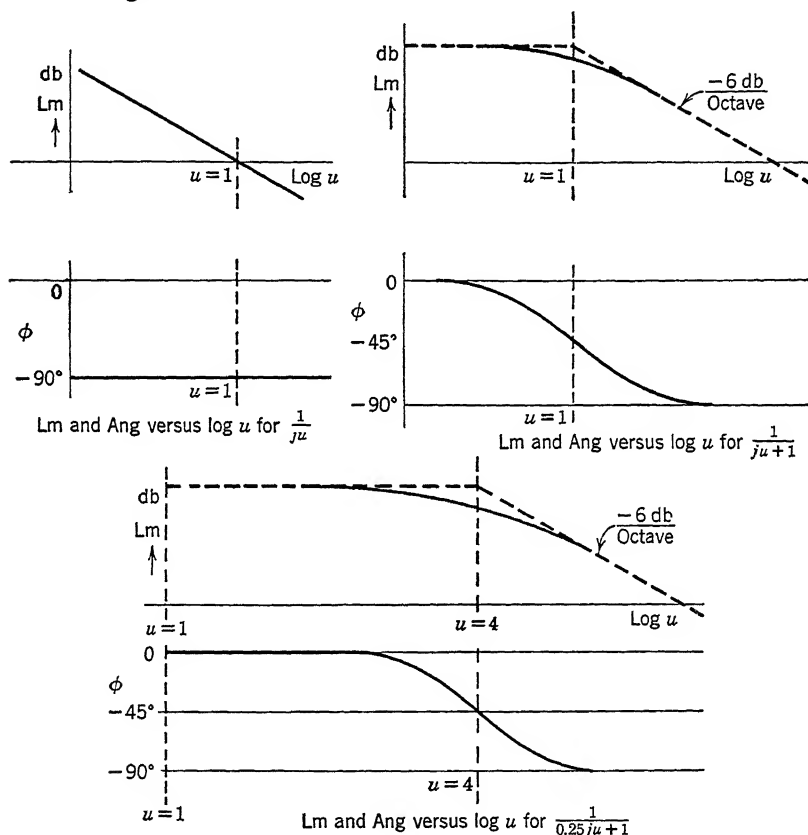 db
Lm
u = 1
Log u
0
φ
−90°
u = 1
Lm and Ang versus log u for 1/ju
db
Lm
−6 db/Octave
u = 1
Log u
0
φ
−45°
−90°
u = 1
Lm and Ang versus log u for 1/(ju + 1)
db
Lm
−6 db/Octave
u = 1
u = 4
Log u
0
φ
−45°
−90°
u = 4
u = 1
Lm and Ang versus log u for 1/(0.25ju + 1)